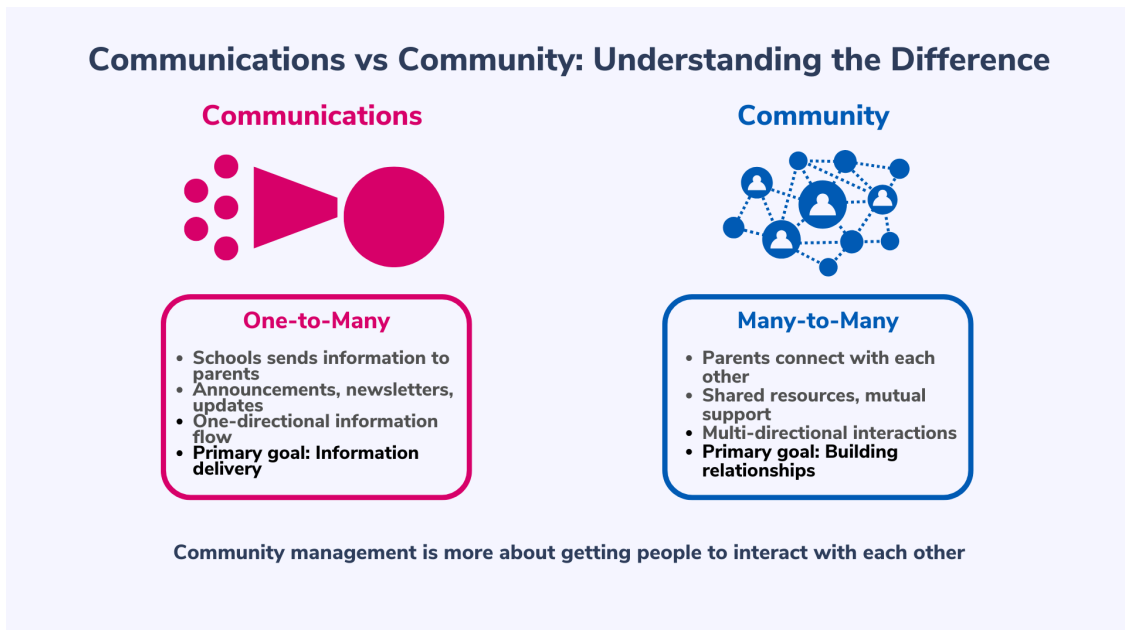 Communications vs Community: Understanding the Difference
Communications
One-to-Many
• Schools sends information to
parents
• Announcements, newsletters,
updates
• One-directional information
flow
• Primary goal: Information
delivery
Community
Many-to-Many
• Parents connect with each
other
• Shared resources, mutual
support
• Multi-directional interactions
• Primary goal: Building
relationships
Community management is more about getting people to interact with each other